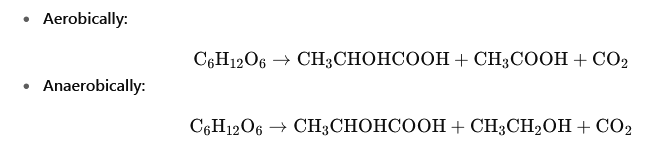 • Aerobically:
C₆H₁₂O₆ → CH₃CHOHCOOH + CH₃COOH + CO₂
• Anaerobically:
C₆H₁₂O₆ → CH₃CHOHCOOH + CH₃CH₂OH + CO₂